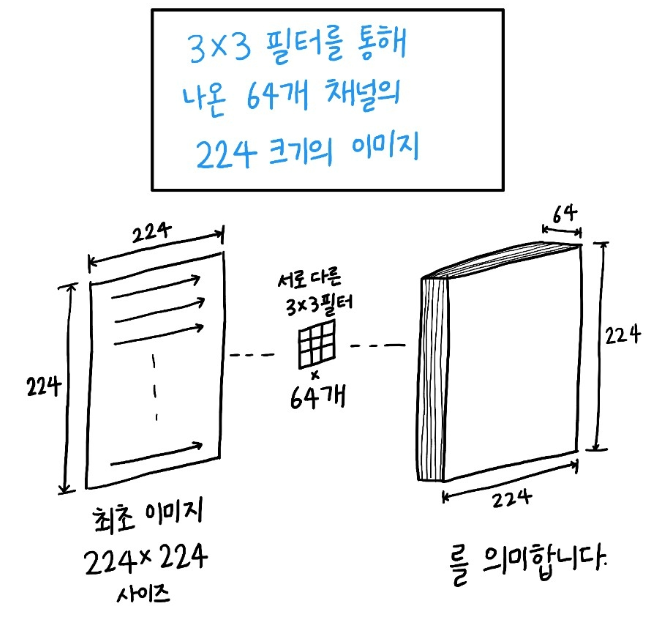 3×3 필터를 통해
나온 64개 채널의
224 크기의 이미지
224
224
최초 이미지
224×224
사이즈
서로 다른
3×3 필터
×
64개
64
224
224
를 의미합니다.